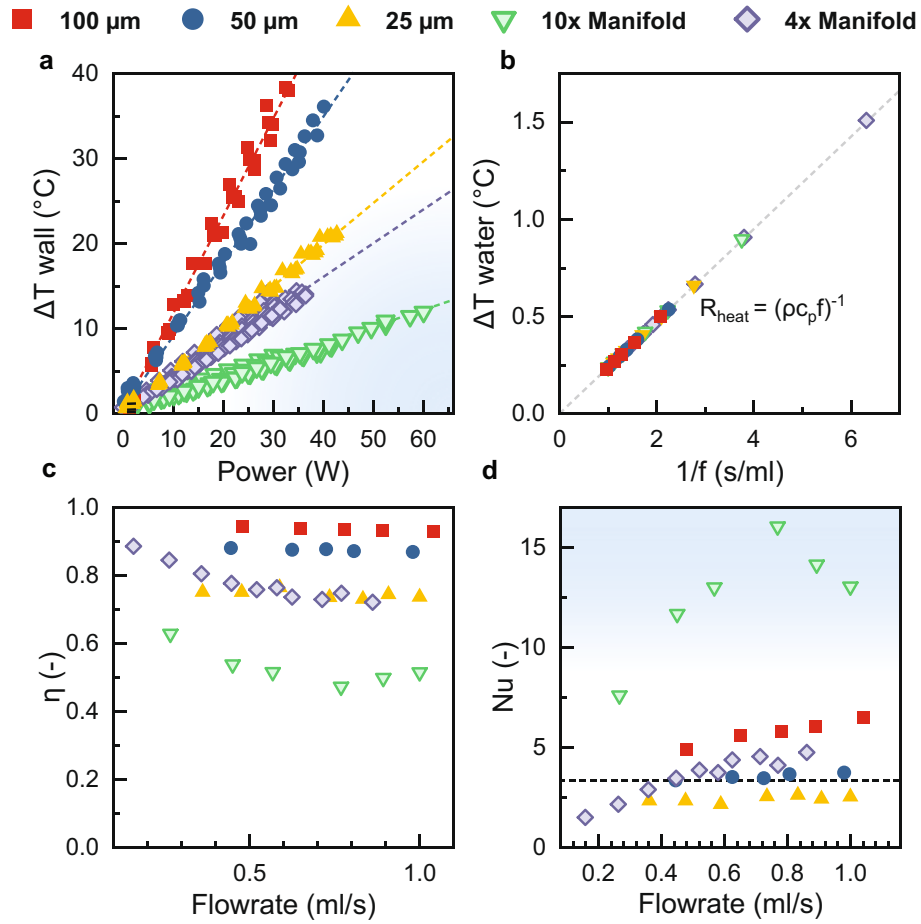 100 µm 50 µm 25 µm 10x Manifold 4x Manifold
a
40
30
20
10
0
ΔT wall (°C)
0 10 20 30 40 50 60
Power (W)
b
1.5
1.0
0.5
0.0
ΔT water (°C)
R_heat = (ρc_pf)⁻¹
0 2 4 6
1/f (s/ml)
c
1.0
0.8
0.6
0.4
0.2
0.0
η (-)
0.5 1.0
Flowrate (ml/s)
d
15
10
5
0
Nu (-)
0.2 0.4 0.6 0.8 1.0
Flowrate (ml/s)